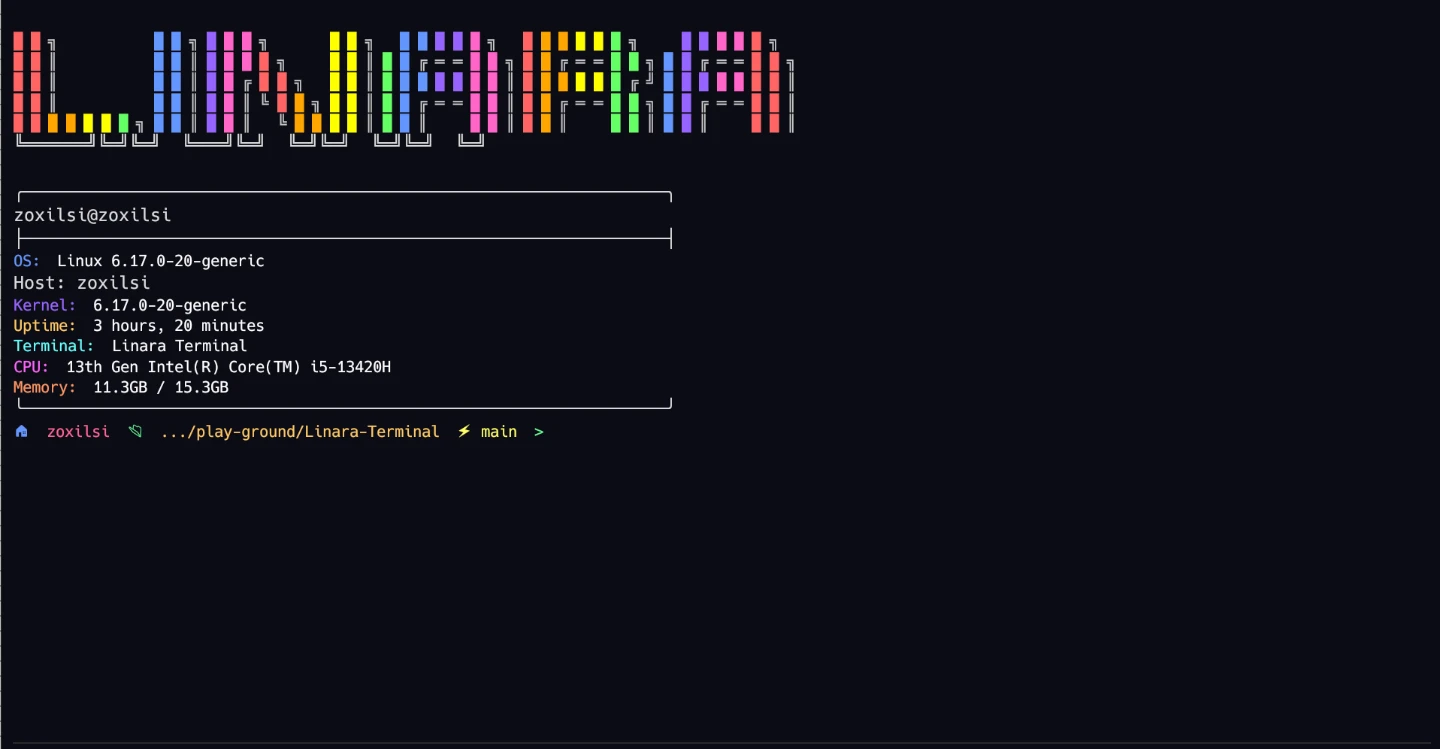 LINARA
zoxilsi@zoxilsi
OS: Linux 6.17.0-20-generic
Host: zoxilsi
Kernel: 6.17.0-20-generic
Uptime: 3 hours, 20 minutes
Terminal: Linara Terminal
CPU: 13th Gen Intel(R) Core(TM) i5-13420H
Memory: 11.3GB / 15.3GB
zoxilsi .../play-ground/Linara-Terminal ⚡ main >